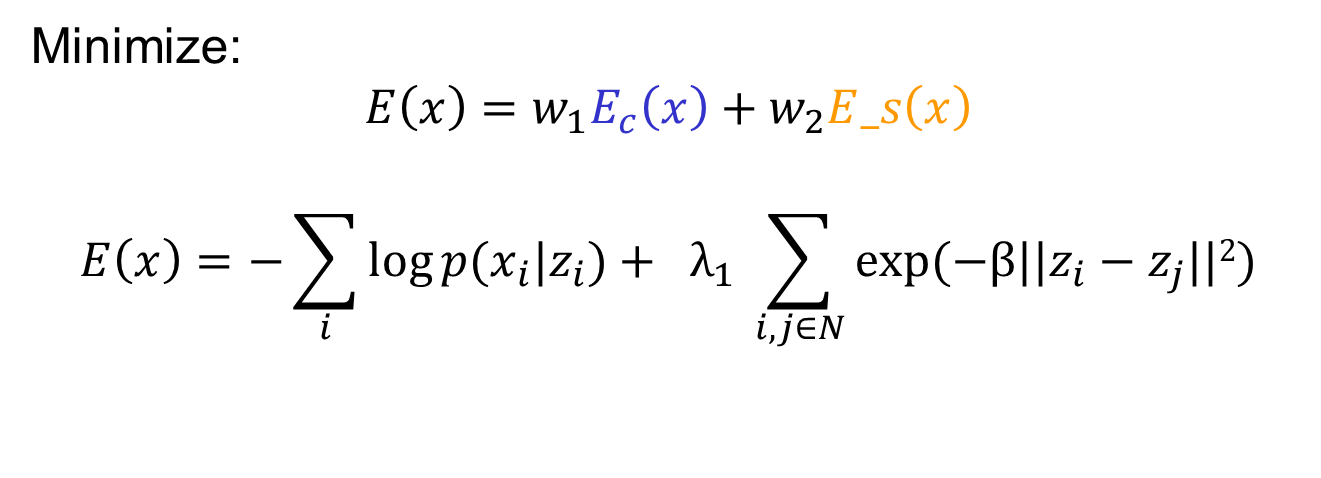 Minimize:
E(x) = w₁E_c(x) + w₂E_s(x)
E(x) = − ∑_i log p(x_i|z_i) + λ₁ ∑_{i,j∈N} exp(−β||z_i − z_j||²)